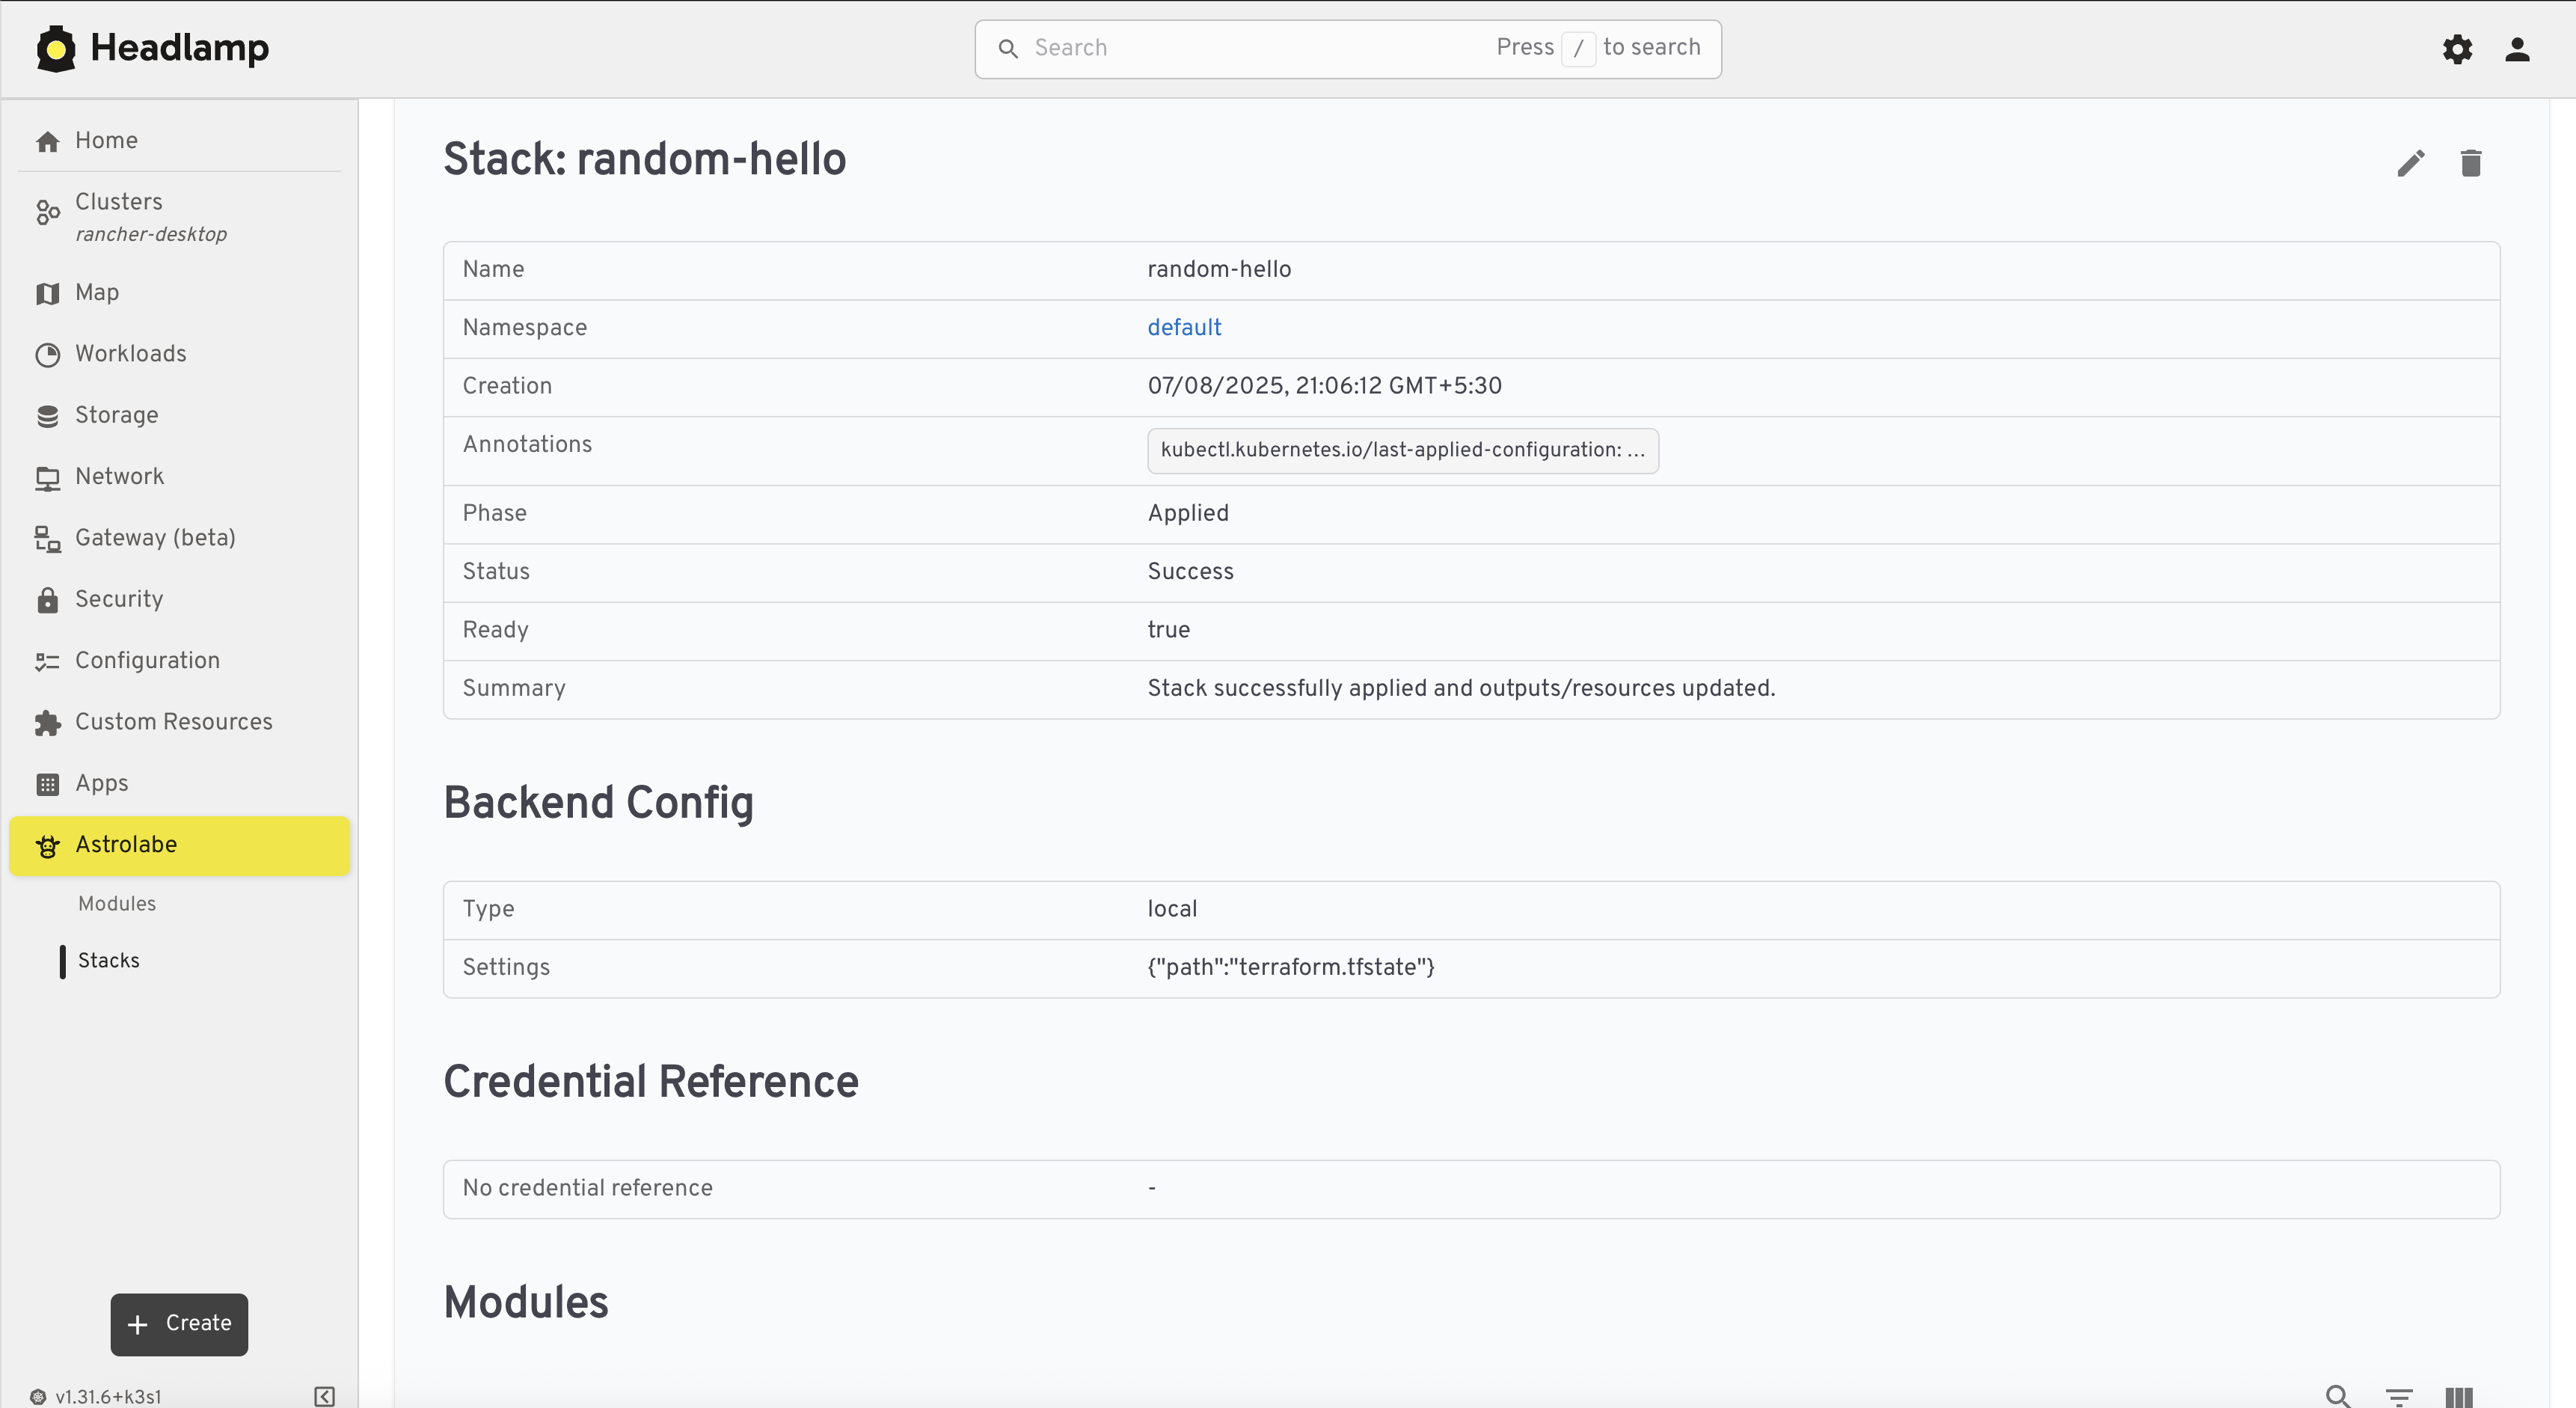 Headlamp
Search Press / to search
Home
Clusters
rancher-desktop
Map
Workloads
Storage
Network
Gateway (beta)
Security
Configuration
Custom Resources
Apps
Astrolabe
Modules
Stacks
+ Create
v1.31.6+k3s1
Stack: random-hello
Name random-hello
Namespace default
Creation 07/08/2025, 21:06:12 GMT+5:30
Annotations kubectl.kubernetes.io/last-applied-configuration: …
Phase Applied
Status Success
Ready true
Summary Stack successfully applied and outputs/resources updated.
Backend Config
Type local
Settings {"path":"terraform.tfstate"}
Credential Reference
No credential reference -
Modules